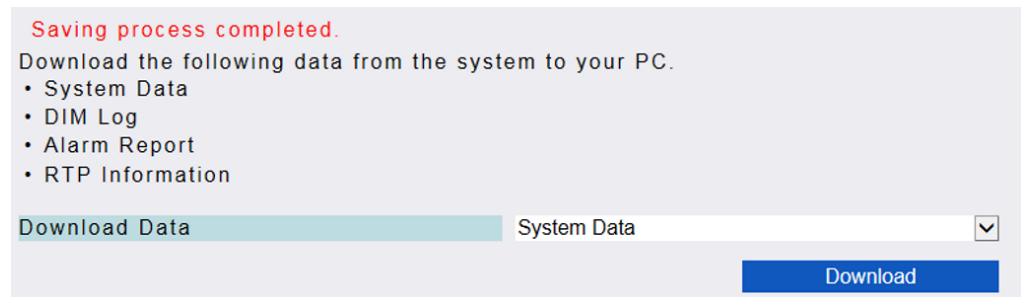 Saving process completed.
Download the following data from the system to your PC.
• System Data
• DIM Log
• Alarm Report
• RTP Information
Download Data
System Data
Download